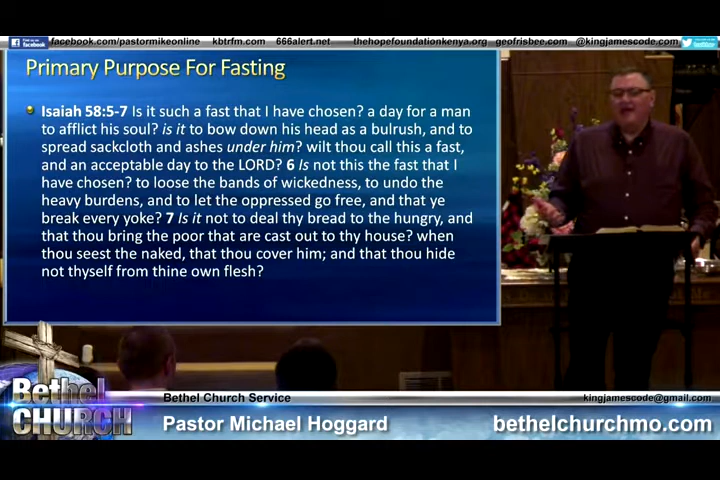 Find us on facebook facebook.com/pastormikeonline kbtrfm.com 666alert.net thehopefoundationkenya.org geofrisbee.com @kingjamescode.com twitter
Primary Purpose For Fasting
Isaiah 58:5-7 Is it such a fast that I have chosen? a day for a man
to afflict his soul? is it to bow down his head as a bulrush, and to
spread sackcloth and ashes under him? wilt thou call this a fast,
and an acceptable day to the LORD? 6 Is not this the fast that I
have chosen? to loose the bands of wickedness, to undo the
heavy burdens, and to let the oppressed go free, and that ye
break every yoke? 7 Is it not to deal thy bread to the hungry, and
that thou bring the poor that are cast out to thy house? when
thou seest the naked, that thou cover him; and that thou hide
not thyself from thine own flesh?
Bethel
CHURCH
Bethel Church Service kingjamescode@gmail.com
Pastor Michael Hoggard bethelchurchmo.com